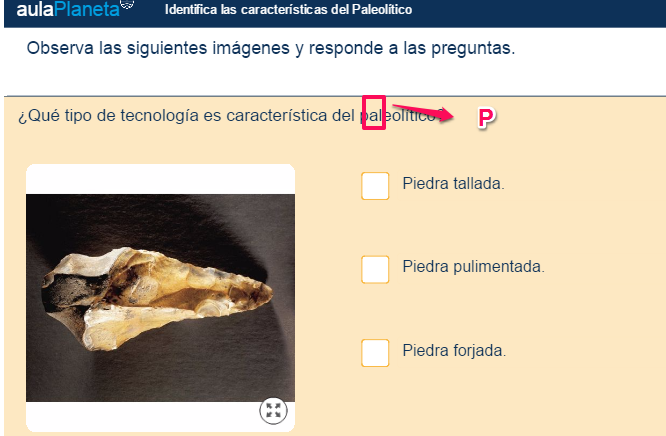 aulaPlaneta Identifica las características del Paleolítico
Observa las siguientes imágenes y responde a las preguntas.
¿Qué tipo de tecnología es característica del paleolítico? P
Piedra tallada.
Piedra pulimentada.
Piedra forjada.